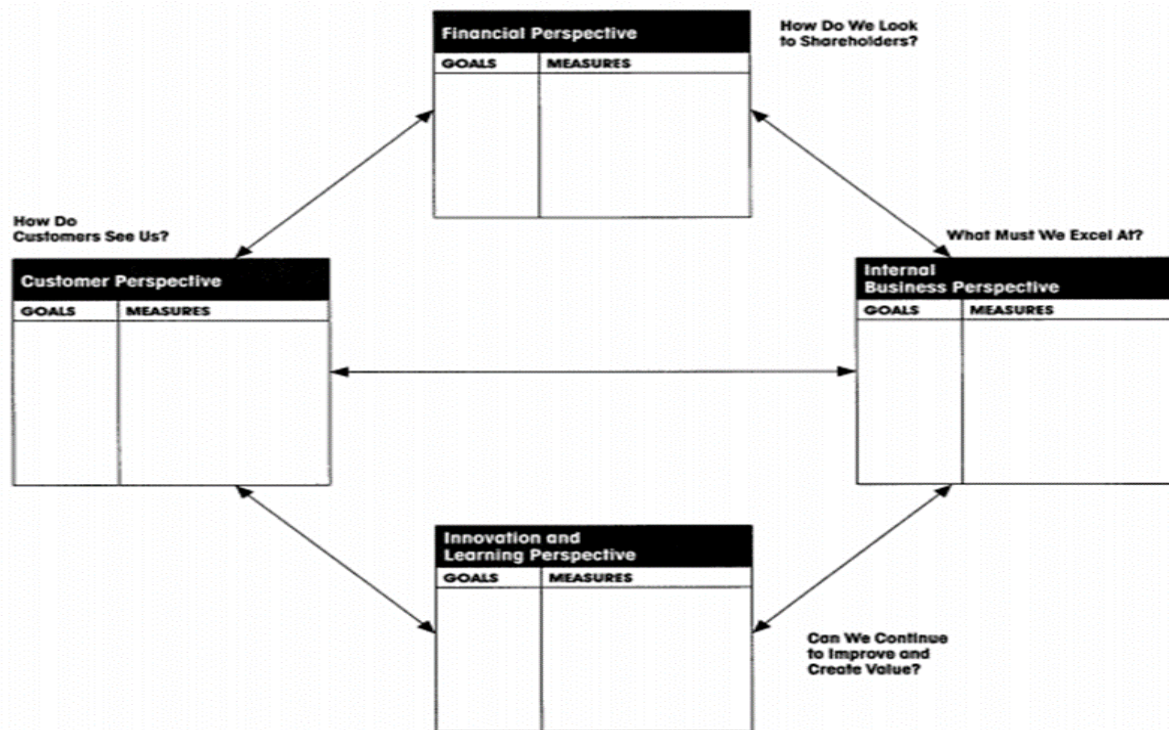 Financial Perspective
GOALS MEASURES
How Do We Look
to Shareholders?
How Do
Customers See Us?
Customer Perspective
GOALS MEASURES
What Must We Excel At?
Internal
Business Perspective
GOALS MEASURES
Innovation and
Learning Perspective
GOALS MEASURES
Can We Continue
to Improve and
Create Value?